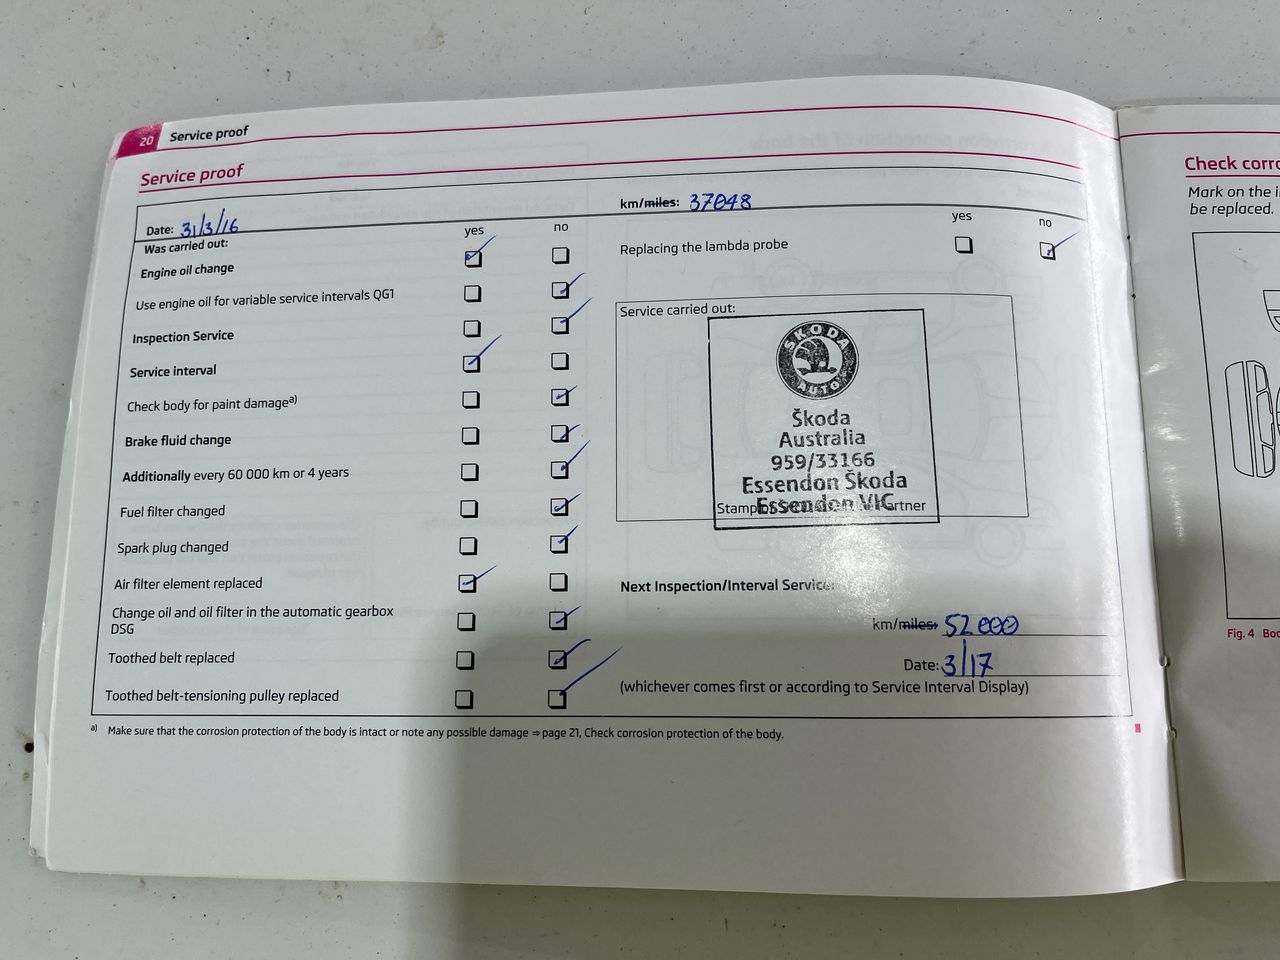 20 Service proof
Service proof
Date: 31/3/16
km/miles: 37048
Was carried out:
yes no
Engine oil change
Use engine oil for variable service intervals QG1
Inspection Service
Service interval
Check body for paint damage a)
Brake fluid change
Additionally every 60 000 km or 4 years
Fuel filter changed
Spark plug changed
Air filter element replaced
Change oil and oil filter in the automatic gearbox
DSG
Toothed belt replaced
Toothed belt-tensioning pulley replaced
yes no
Replacing the lambda probe
Service carried out:
ŠKODA
AUTO
Škoda
Australia
959/33166
Essendon Škoda
Essendon VIC
Stamp
Next Inspection/Interval Service:
km/miles 52000
Date: 3/17
(whichever comes first or according to Service Interval Display)
a) Make sure that the corrosion protection of the body is intact or note any possible damage ⇒ page 21, Check corrosion protection of the body.
Check corro
Mark on the i
be replaced.
Fig. 4 Bo